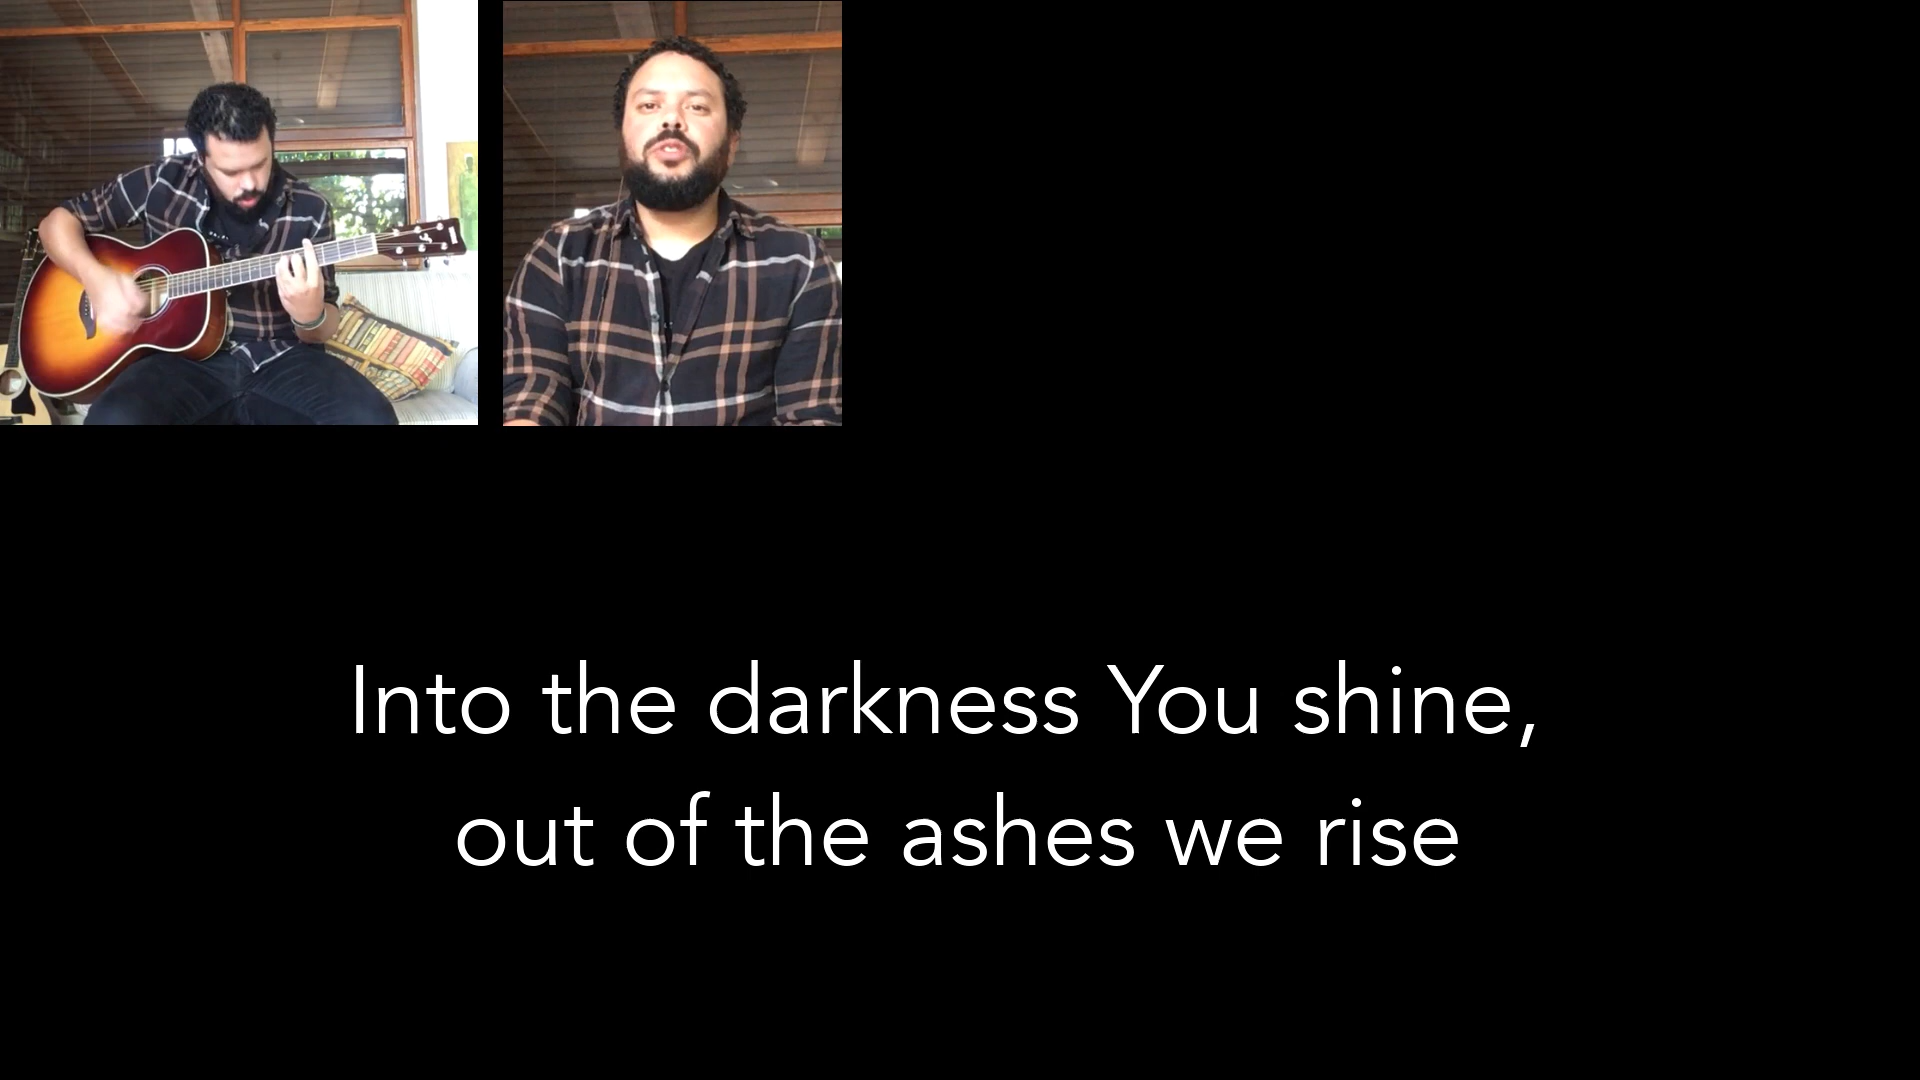 Into the darkness You shine,
out of the ashes we rise